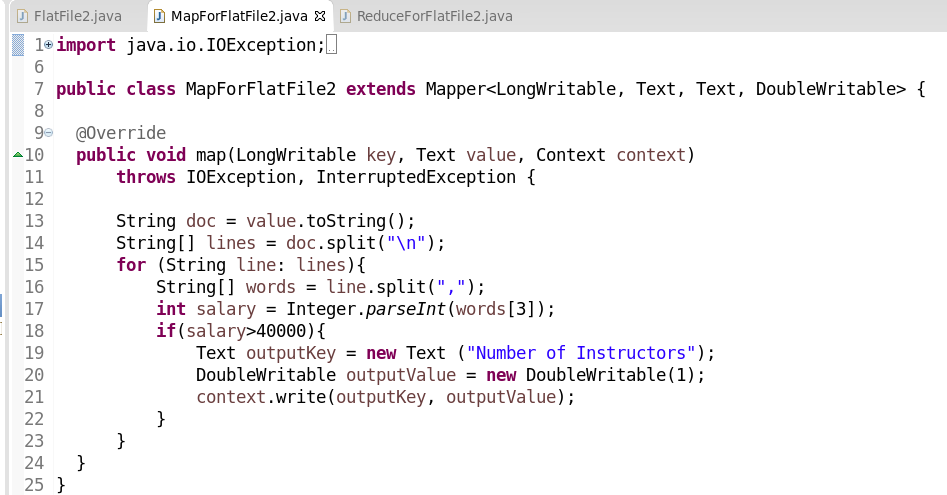 FlatFile2.java MapForFlatFile2.java ReduceForFlatFile2.java
1 import java.io.IOException;
6
7 public class MapForFlatFile2 extends Mapper<LongWritable, Text, Text, DoubleWritable> {
8
9 @Override
10 public void map(LongWritable key, Text value, Context context)
11 throws IOException, InterruptedException {
12
13 String doc = value.toString();
14 String[] lines = doc.split("\n");
15 for (String line: lines){
16 String[] words = line.split(",");
17 int salary = Integer.parseInt(words[3]);
18 if(salary>40000){
19 Text outputKey = new Text ("Number of Instructors");
20 DoubleWritable outputValue = new DoubleWritable(1);
21 context.write(outputKey, outputValue);
22 }
23 }
24 }
25 }